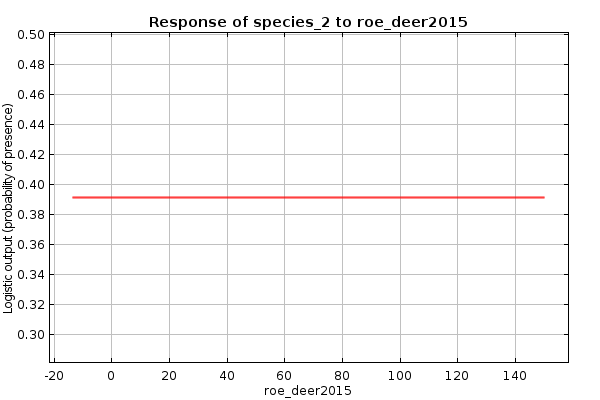 Response of species_2 to roe_deer2015
Logistic output (probability of presence)
0.50
0.48
0.46
0.44
0.42
0.40
0.38
0.36
0.34
0.32
0.30
-20 0 20 40 60 80 100 120 140
roe_deer2015